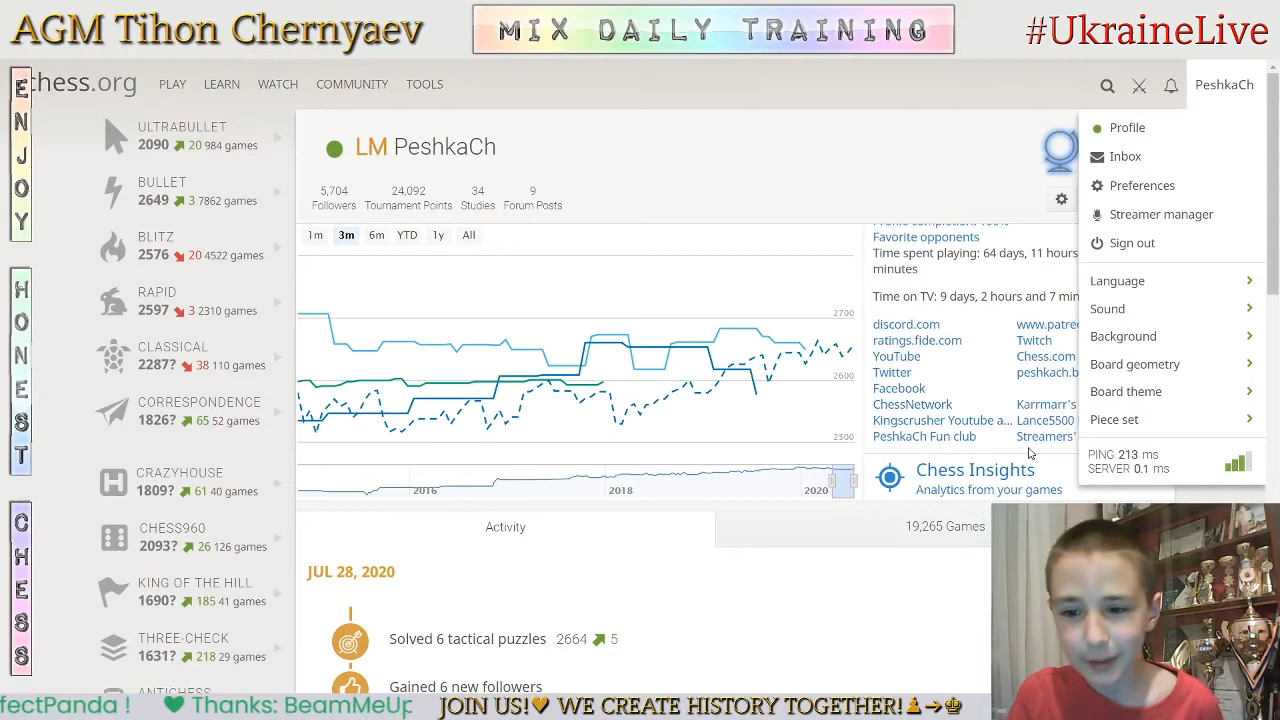 AGM Tihon Chernyaev
MIX DAILY TRAINING
#UkraineLive
ENJOY
HONEST
CHESS
chess.org
PLAY LEARN WATCH COMMUNITY TOOLS
PeshkaCh
ULTRABULLET
2090 20 984 games
BULLET
2649 3 7862 games
BLITZ
2576 20 4522 games
RAPID
2597 3 2310 games
CLASSICAL
2287? 38 110 games
CORRESPONDENCE
1826? 65 52 games
CRAZYHOUSE
1809? 61 40 games
CHESS960
2093? 26 126 games
KING OF THE HILL
1690? 185 41 games
THREE-CHECK
1631? 218 29 games
ANTICHESS
LM PeshkaCh
5,704 24,092 34 9
Followers Tournament Points Studies Forum Posts
1m 3m 6m YTD 1y All
2700
2600
2500
2016 2018 2020
Profile completion: 100%
Favorite opponents
Time spent playing: 64 days, 11 hours
minutes
Time on TV: 9 days, 2 hours and 7 min
discord.com www.patre
ratings.fide.com Twitch
YouTube Chess.com
Twitter peshkach.b
Facebook
ChessNetwork Karrmarr's
Kingscrusher Youtube a... Lance5500
PeshkaCh Fun club Streamers'
Chess Insights
Analytics from your games
Profile
Inbox
Preferences
Streamer manager
Sign out
Language
Sound
Background
Board geometry
Board theme
Piece set
PING 213 ms
SERVER 0.1 ms
Activity 19,265 Games
JUL 28, 2020
Solved 6 tactical puzzles 2664 5
Gained 6 new followers
fectPanda ! Thanks: BeamMeUp
JOIN US! WE CREATE HISTORY TOGETHER!